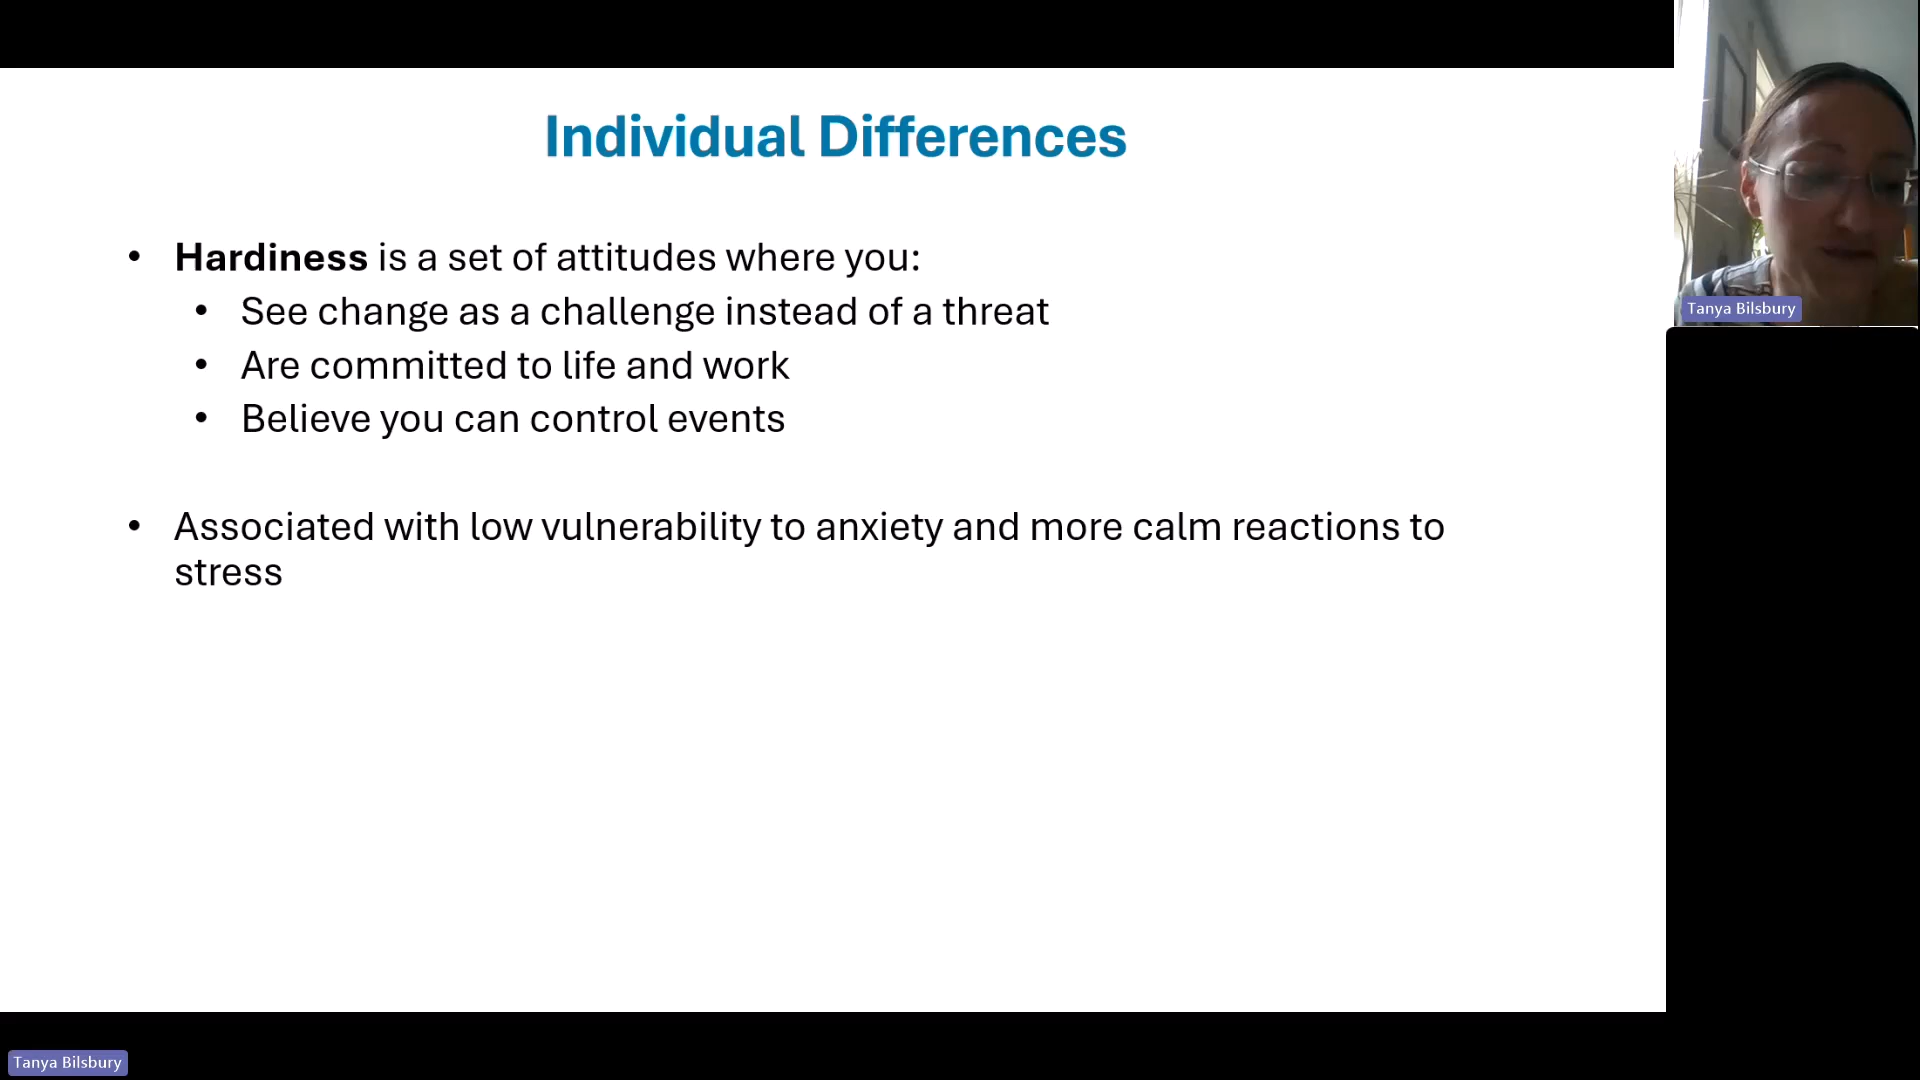 Individual Differences
• Hardiness is a set of attitudes where you:
• See change as a challenge instead of a threat
• Are committed to life and work
• Believe you can control events
• Associated with low vulnerability to anxiety and more calm reactions to
stress
Tanya Bilsbury
Tanya Bilsbury